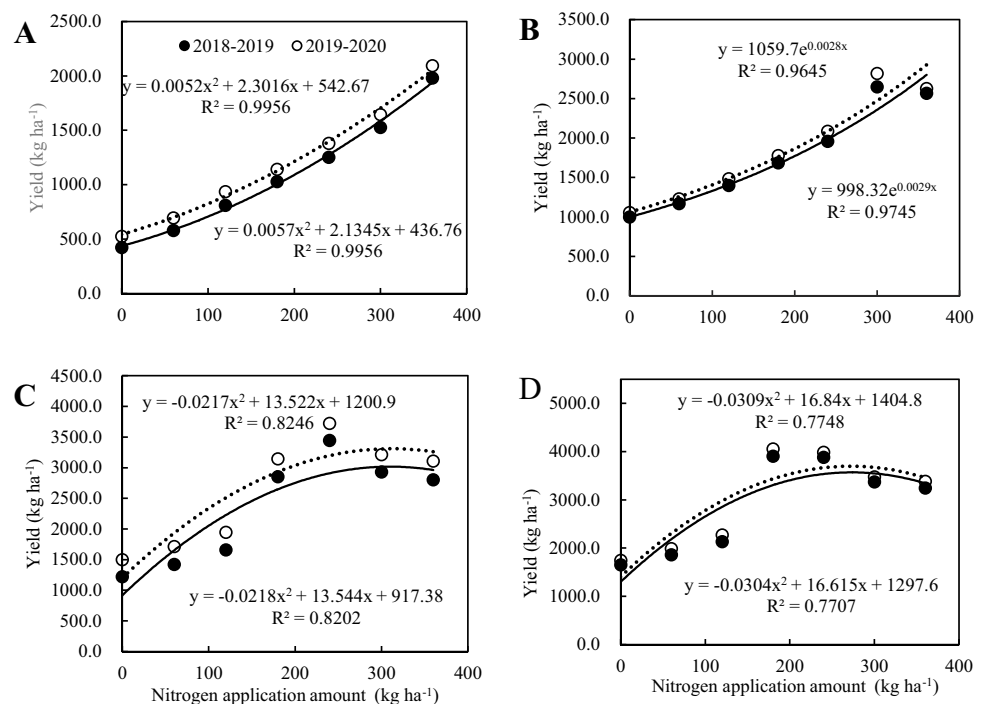 A
2500.0
2000.0
1500.0
1000.0
500.0
0.0
Yield (kg ha⁻¹)
2018-2019 2019-2020
y = 0.0052x² + 2.3016x + 542.67
R² = 0.9956
y = 0.0057x² + 2.1345x + 436.76
R² = 0.9956
0 100 200 300 400
B
3500.0
3000.0
2500.0
2000.0
1500.0
1000.0
500.0
0.0
Yield (kg ha⁻¹)
y = 1059.7e^0.0028x
R² = 0.9645
y = 998.32e^0.0029x
R² = 0.9745
0 100 200 300 400
C
4500.0
4000.0
3500.0
3000.0
2500.0
2000.0
1500.0
1000.0
500.0
0.0
Yield (kg ha⁻¹)
y = -0.0217x² + 13.522x + 1200.9
R² = 0.8246
y = -0.0218x² + 13.544x + 917.38
R² = 0.8202
0 100 200 300 400
Nitrogen application amount (kg ha⁻¹)
D
5000.0
4000.0
3000.0
2000.0
1000.0
0.0
Yield (kg ha⁻¹)
y = -0.0309x² + 16.84x + 1404.8
R² = 0.7748
y = -0.0304x² + 16.615x + 1297.6
R² = 0.7707
0 100 200 300 400
Nitrogen application amount (kg ha⁻¹)